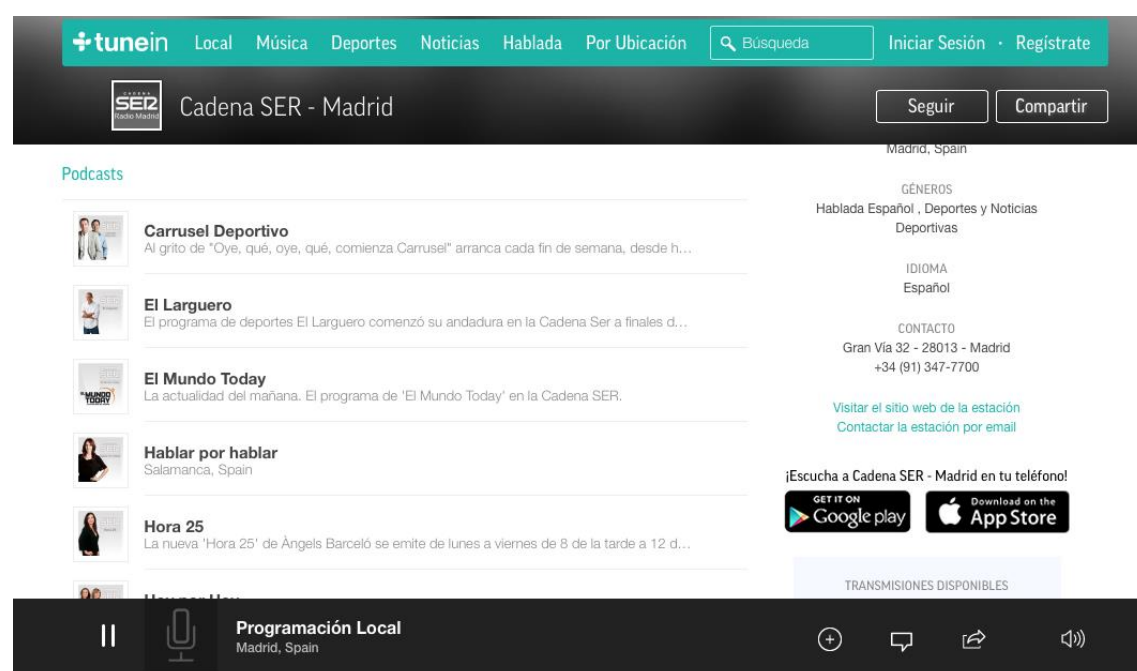 tunein Local Música Deportes Noticias Hablada Por Ubicación Búsqueda Iniciar Sesión · Regístrate
CADENA
SER
Radio Madrid
Cadena SER - Madrid
Seguir
Compartir
Podcasts
Carrusel Deportivo
Al grito de "Oye, qué, oye, qué, comienza Carrusel" arranca cada fin de semana, desde h...
El Larguero
El programa de deportes El Larguero comenzó su andadura en la Cadena Ser a finales d...
El Mundo Today
La actualidad del mañana. El programa de 'El Mundo Today' en la Cadena SER.
EL MUNDO
TODAY
Hablar por hablar
Salamanca, Spain
Hora 25
La nueva 'Hora 25' de Àngels Barceló se emite de lunes a viernes de 8 de la tarde a 12 d...
Hoy por Hoy
Madrid, Spain
GÉNEROS
Hablada Español , Deportes y Noticias
Deportivas
IDIOMA
Español
CONTACTO
Gran Vía 32 - 28013 - Madrid
+34 (91) 347-7700
Visitar el sitio web de la estación
Contactar la estación por email
¡Escucha a Cadena SER - Madrid en tu teléfono!
GET IT ON
Google play
Download on the
App Store
TRANSMISIONES DISPONIBLES
Programación Local
Madrid, Spain